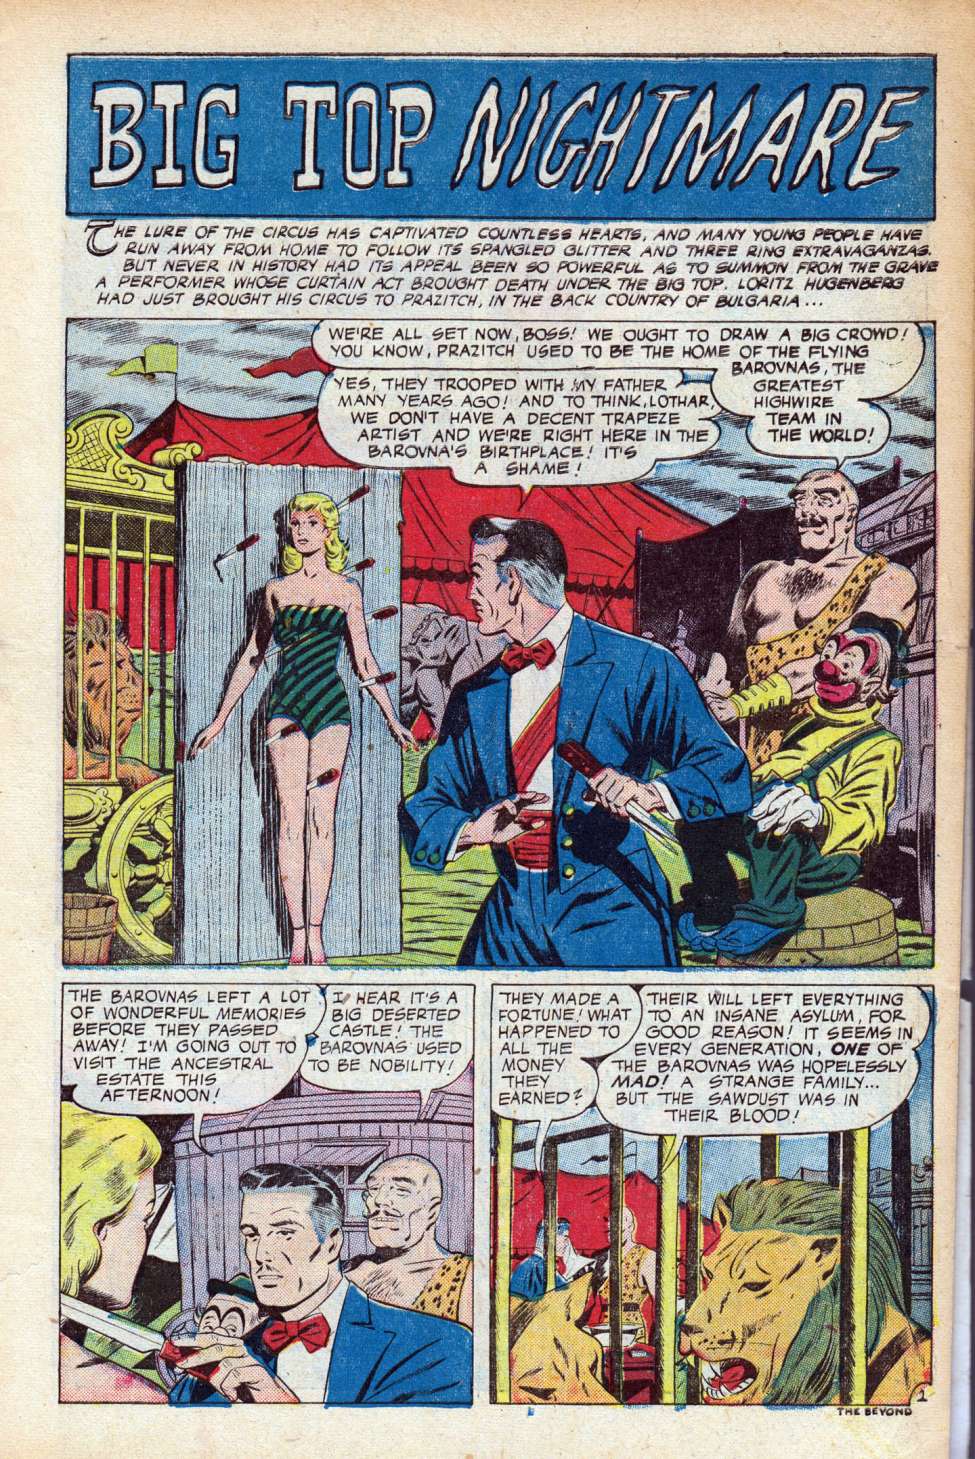 BIG TOP NIGHTMARE
THE LURE OF THE CIRCUS HAS CAPTIVATED COUNTLESS HEARTS, AND MANY YOUNG PEOPLE HAVE
RUN AWAY FROM HOME TO FOLLOW ITS SPANGLED GLITTER AND THREE RING EXTRAVAGANZAS.
BUT NEVER IN HISTORY HAD ITS APPEAL BEEN SO POWERFUL AS TO SUMMON FROM THE GRAVE
A PERFORMER WHOSE CURTAIN ACT BROUGHT DEATH UNDER THE BIG TOP. LORITZ HUGENBERG
HAD JUST BROUGHT HIS CIRCUS TO PRAZITCH, IN THE BACK COUNTRY OF BULGARIA...
WE'RE ALL SET NOW, BOSS! WE OUGHT TO DRAW A BIG CROWD!
YOU KNOW, PRAZITCH USED TO BE THE HOME OF THE FLYING
BAROVNAS, THE
GREATEST
HIGHWIRE
TEAM IN
THE WORLD!
YES, THEY TROOPED WITH MY FATHER
MANY YEARS AGO! AND TO THINK, LOTHAR,
WE DON'T HAVE A DECENT TRAPEZE
ARTIST AND WE'RE RIGHT HERE IN THE
BAROVNA'S BIRTHPLACE! IT'S
A SHAME!
THE BAROVNAS LEFT A LOT
OF WONDERFUL MEMORIES
BEFORE THEY PASSED
AWAY! I'M GOING OUT TO
VISIT THE ANCESTRAL
ESTATE THIS
AFTERNOON!
I HEAR IT'S A
BIG DESERTED
CASTLE! THE
BAROVNAS USED
TO BE NOBILITY!
THEY MADE A
FORTUNE! WHAT
HAPPENED TO
ALL THE
MONEY
THEY
EARNED?
THEIR WILL LEFT EVERYTHING
TO AN INSANE ASYLUM, FOR
GOOD REASON! IT SEEMS IN
EVERY GENERATION, ONE OF
THE BAROVNAS WAS HOPELESSLY
MAD! A STRANGE FAMILY...
BUT THE SAWDUST WAS IN
THEIR BLOOD!
1
THE BEYOND